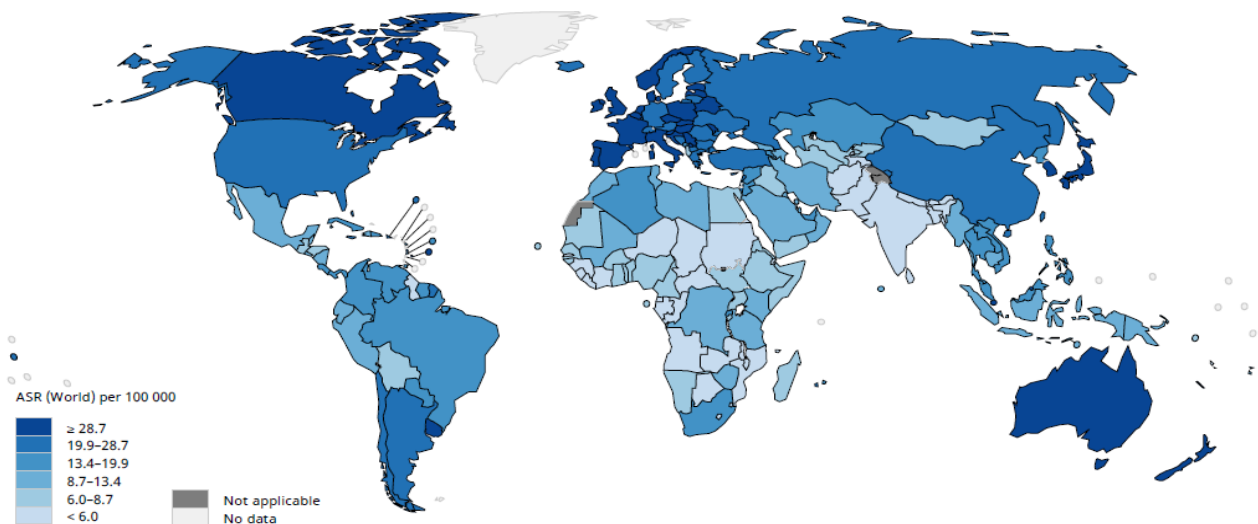 ASR (World) per 100 000
≥ 28.7
19.9–28.7
13.4–19.9
8.7–13.4
6.0–8.7
< 6.0
Not applicable
No data